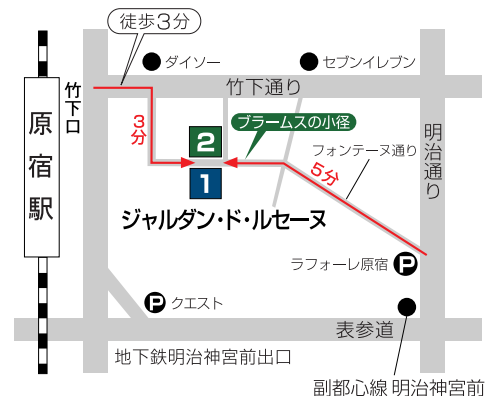 徒歩3分
ダイソー
セブンイレブン
竹下口
竹下通り
3分
2
ブラームスの小径
原宿駅
明治通り
フォンテーヌ通り
5分
1
ジャルダン・ド・ルセーヌ
ラフォーレ原宿
P
P
クエスト
表参道
地下鉄明治神宮前出口
副都心線 明治神宮前